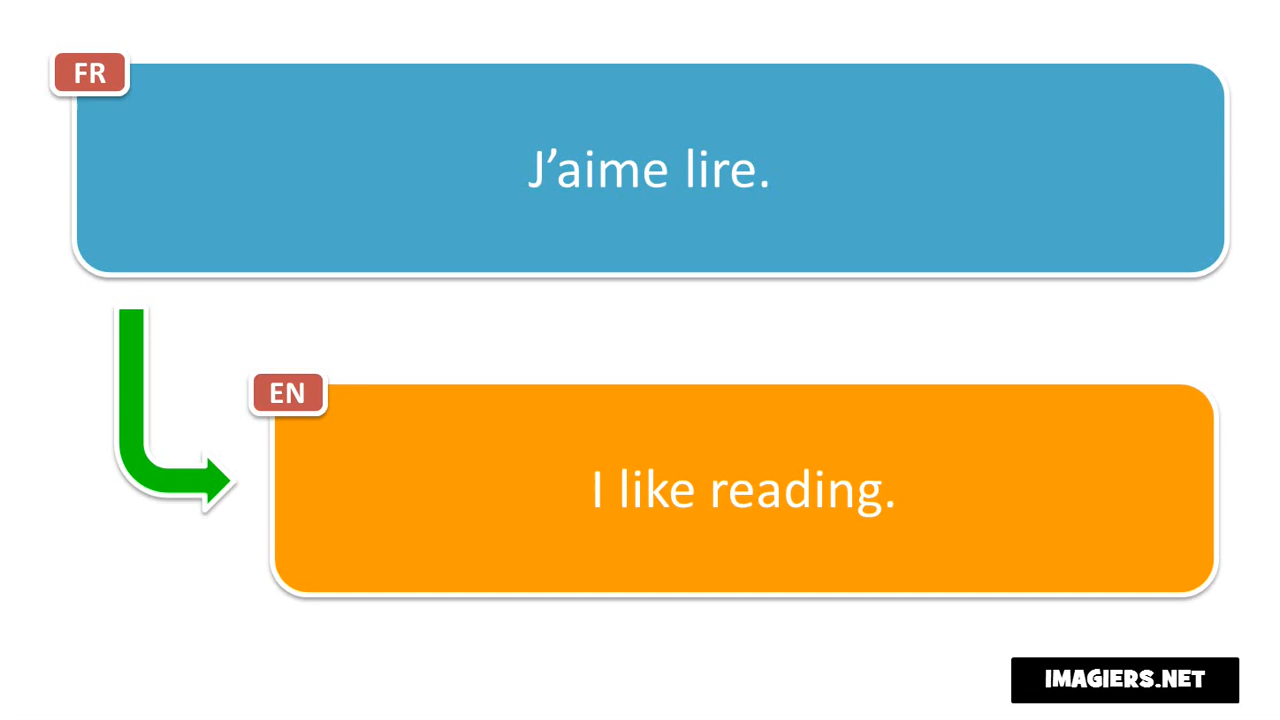 FR
J’aime lire.
EN
I like reading.
IMAGIERS.NET